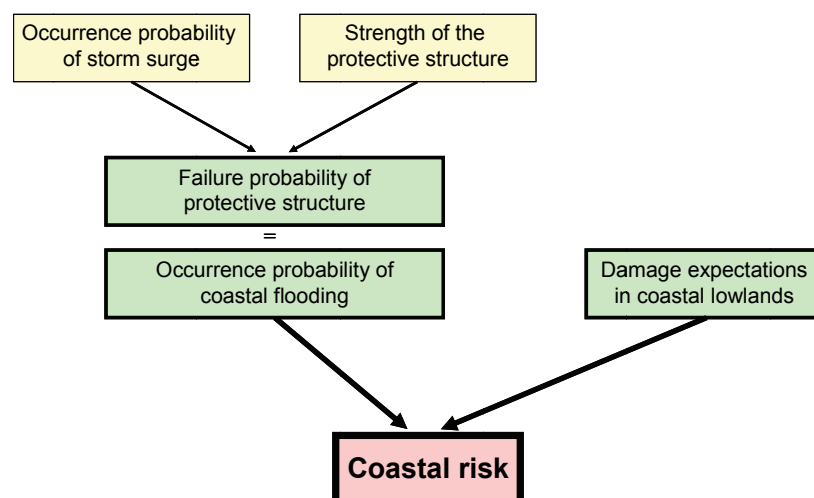 Occurrence probability
of storm surge
Strength of the
protective structure
Failure probability of
protective structure
=
Occurrence probability of
coastal flooding
Damage expectations
in coastal lowlands
Coastal risk